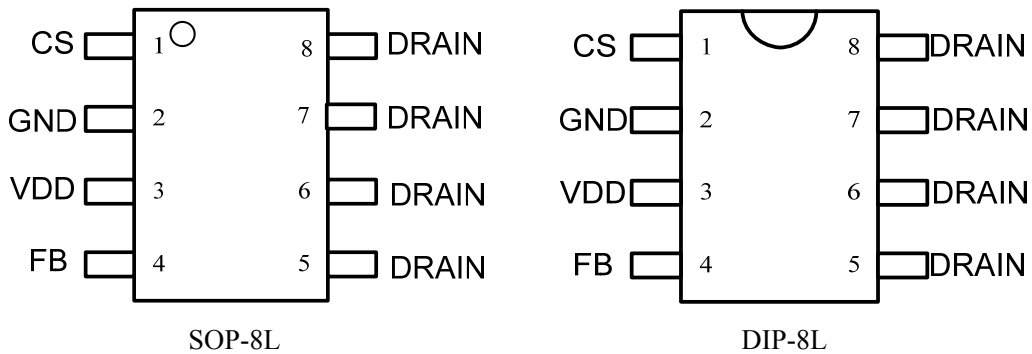 CS 1 8 DRAIN CS 1 8 DRAIN
GND 2 7 DRAIN GND 2 7 DRAIN
VDD 3 6 DRAIN VDD 3 6 DRAIN
FB 4 5 DRAIN FB 4 5 DRAIN
SOP-8L DIP-8L